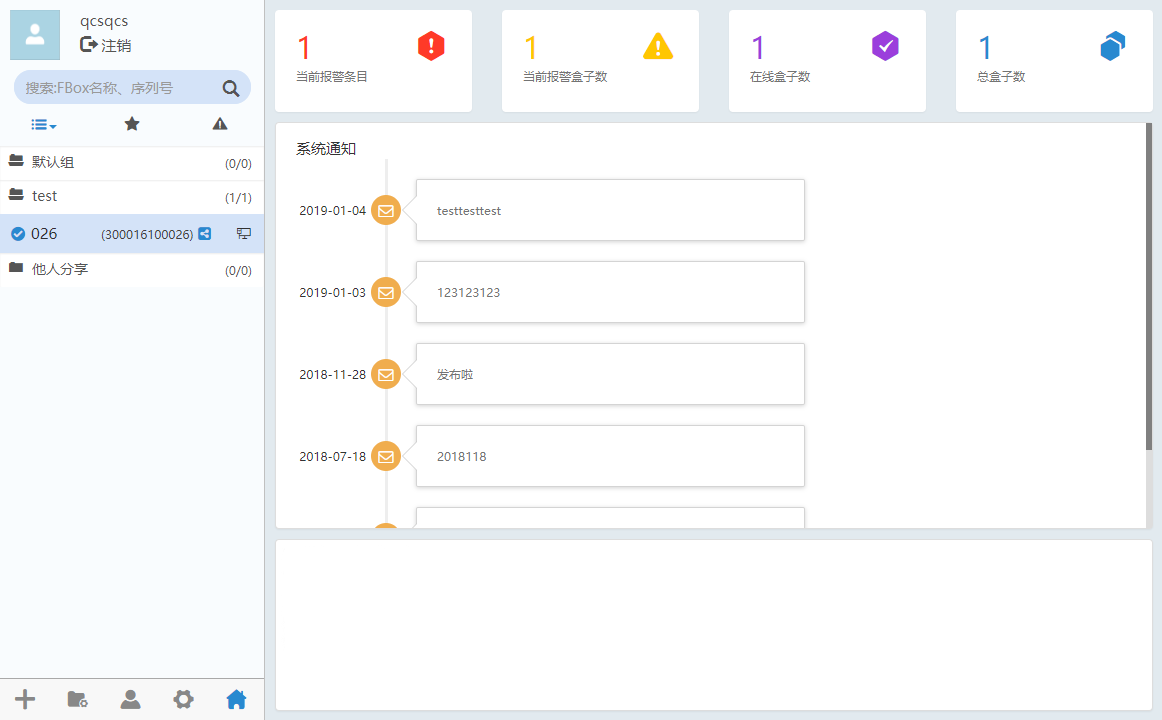 qcsqcs
注销
搜索:FBox名称、序列号
默认组 (0/0)
test (1/1)
026 (300016100026)
他人分享 (0/0)
1
当前报警条目
1
当前报警盒子数
1
在线盒子数
1
总盒子数
系统通知
2019-01-04 testtesttest
2019-01-03 123123123
2018-11-28 发布啦
2018-07-18 2018118